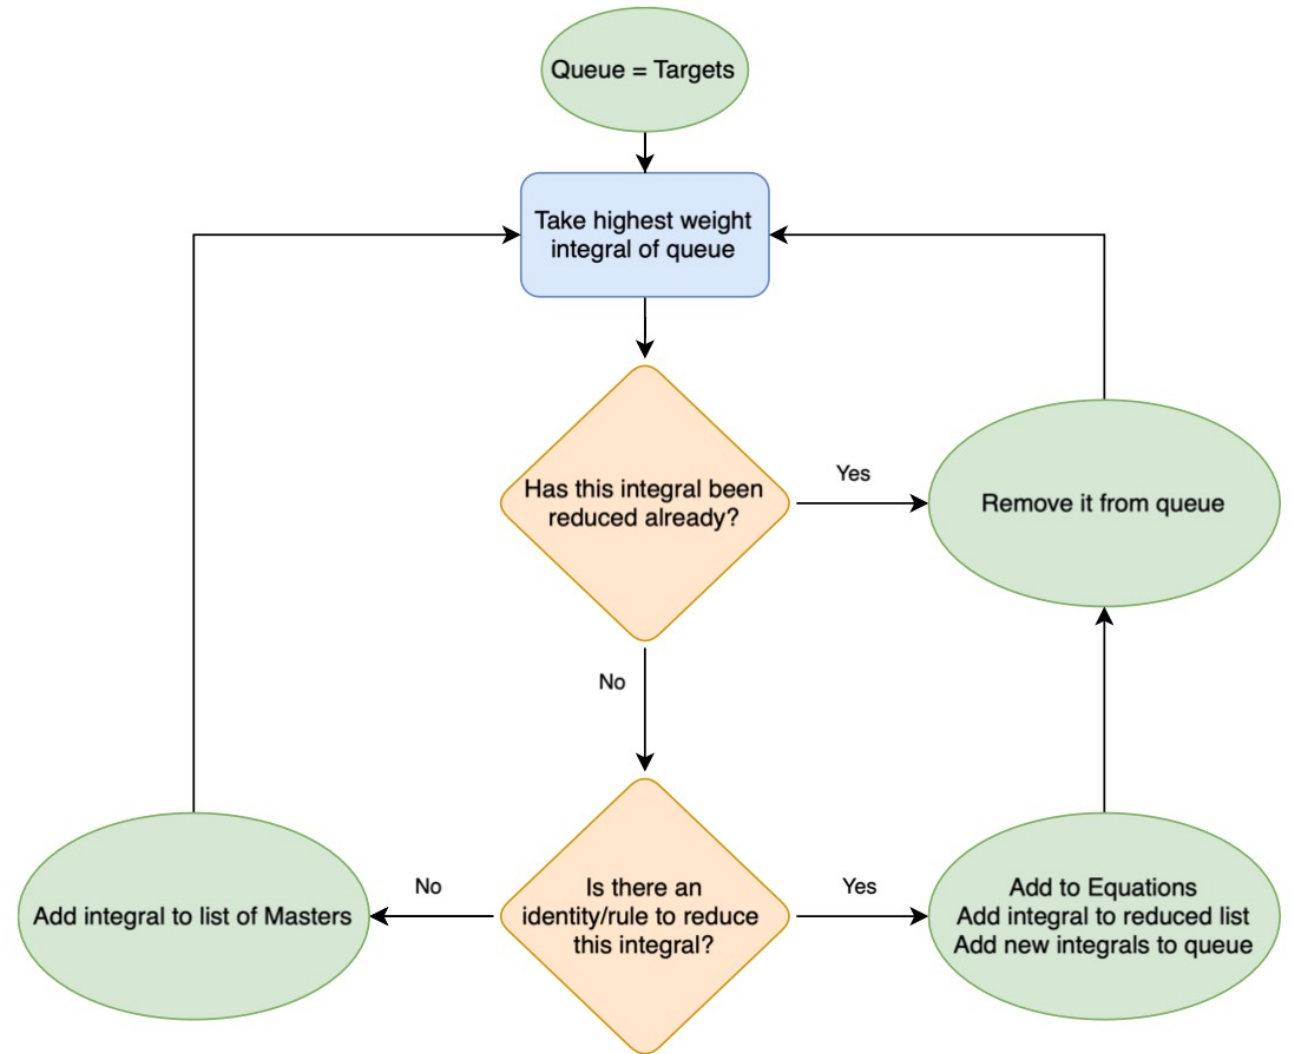 Queue = Targets
Take highest weight
integral of queue
Has this integral been
reduced already?
Yes
Remove it from queue
No
Is there an
identity/rule to reduce
this integral?
No
Add integral to list of Masters
Yes
Add to Equations
Add integral to reduced list
Add new integrals to queue